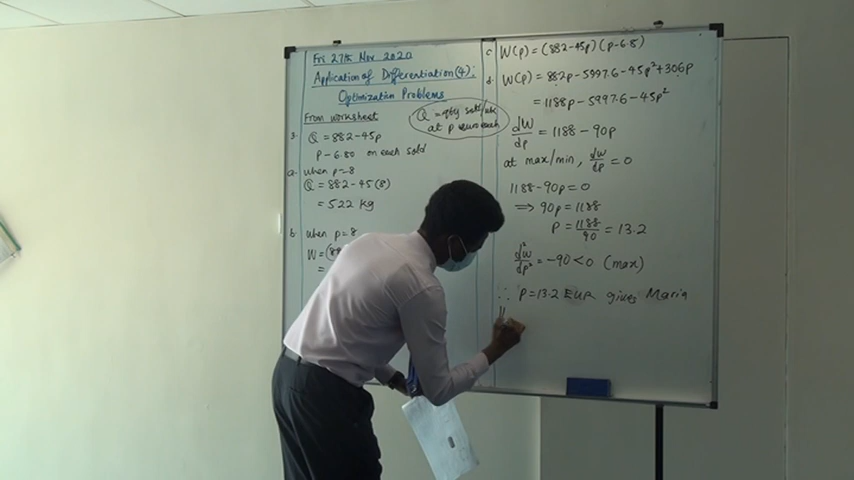 Fri 27th Nov 2020
Application of Differentiation (4):
Optimization Problems
From worksheet
Q = qty sold/wk
at p euro each
3. Q = 882-45p
P - 6.80 on each sold
a. when p=8
Q = 882-45(8)
= 522 kg
b. when p=8
W = (88
=
c W(p) = (882-45p)(p-6.8)
d. W(p) = 882p - 5997.6 - 45p² + 306p
= 1188p - 5997.6 - 45p²
dW/dp = 1188 - 90p
at max/min, dW/dp = 0
1188 - 90p = 0
⇒ 90p = 1188
P = 1188/90 = 13.2
d²W/dp² = -90 < 0 (max)
∴ P = 13.2 EUR gives Maria